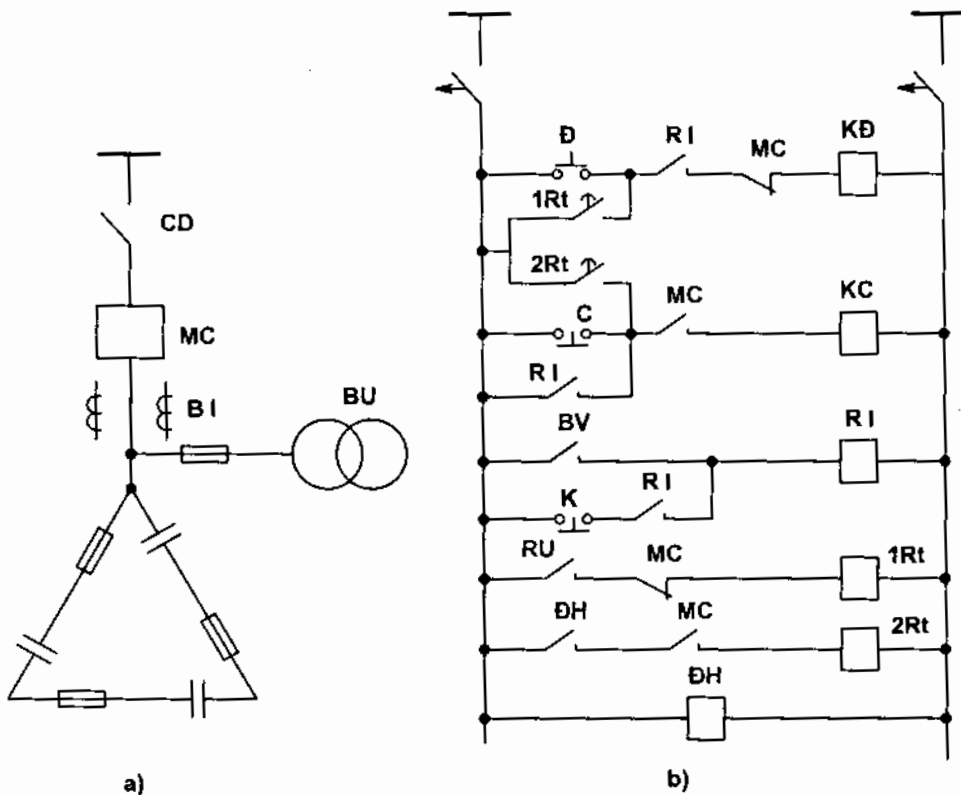 CD
MC
BI
BU
a)
Đ
RI
MC
KĐ
1Rt
2Rt
C
MC
KC
RI
BV
RI
K
RI
RU
MC
1Rt
ĐH
MC
2Rt
ĐH
b)